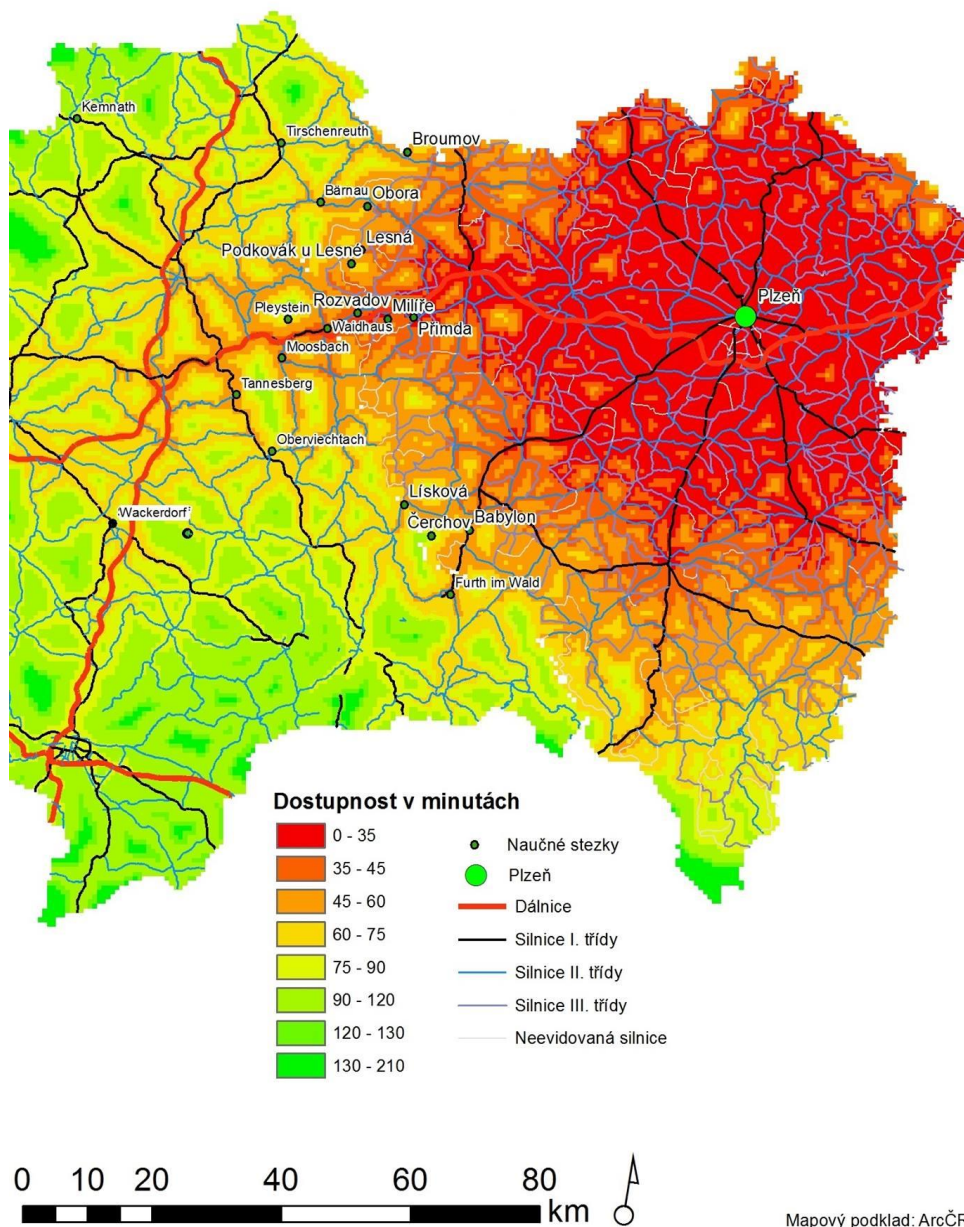 Kemnath
Tirschenreuth
Broumov
Bärnau
Obora
Lesná
Podkovák u Lesné
Plzeň
Rozvadov
Milíře
Pleystein
Waidhaus
Přimda
Moosbach
Tannesberg
Oberviechtach
Lísková
Wackerdorf
Čerchov
Babylon
Furth im Wald
Dostupnost v minutách
0 - 35
35 - 45
45 - 60
60 - 75
75 - 90
90 - 120
120 - 130
130 - 210
Naučné stezky
Plzeň
Dálnice
Silnice I. třídy
Silnice II. třídy
Silnice III. třídy
Neevidovaná silnice
0 10 20 40 60 80
km
Mapový podklad: ArcČR